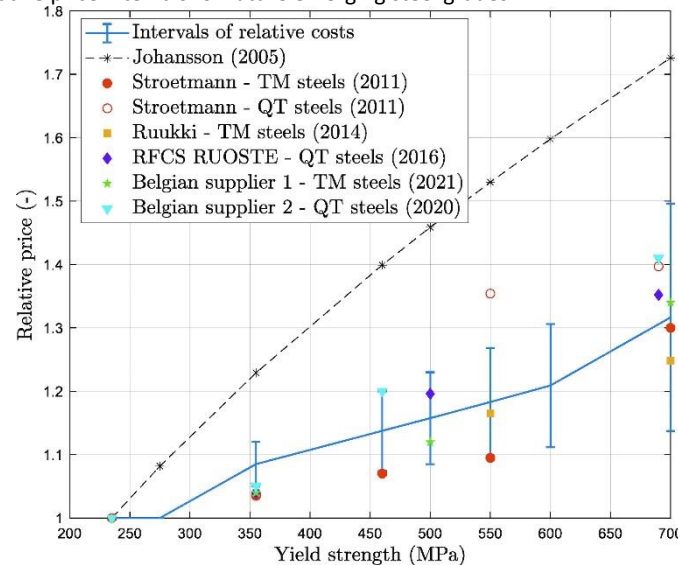 Intervals of relative costs
Johansson (2005)
Stroetmann - TM steels (2011)
Stroetmann - QT steels (2011)
Ruukki - TM steels (2014)
RFCS RUOSTE - QT steels (2016)
Belgian supplier 1 - TM steels (2021)
Belgian supplier 2 - QT steels (2020)
1.8
1.7
1.6
1.5
1.4
1.3
1.2
1.1
1
Relative price (-)
200 250 300 350 400 450 500 550 600 650 700
Yield strength (MPa)